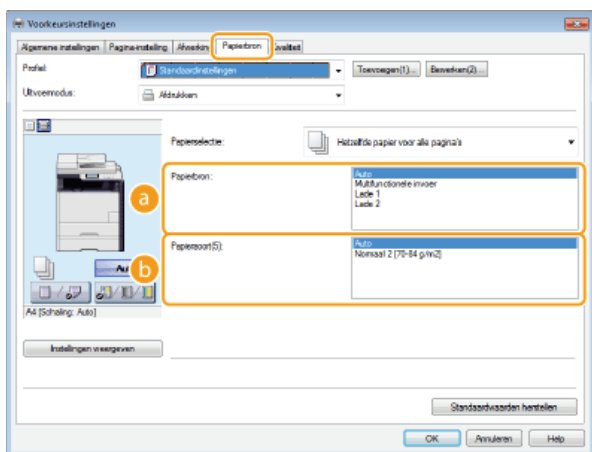 Voorkeursinstellingen
Algemene instellingen Pagina-instelling Afwerking Papierbron Kwaliteit
Profiel: Standaardinstellingen Toevoegen(1)... Bewerken(2)...
Uitvoermodus: Afdrukken
Papierselectie: Hetzelfde papier voor alle pagina's
a Papierbron: Auto
Multifunctionele invoer
Lade 1
Lade 2
b Papiersoort(5): Auto
Normaal 2 [70-84 g/m2]
Au
A4 [Schaling: Auto]
Instellingen weergeven
Standaardwaarden herstellen
OK Annuleren Help